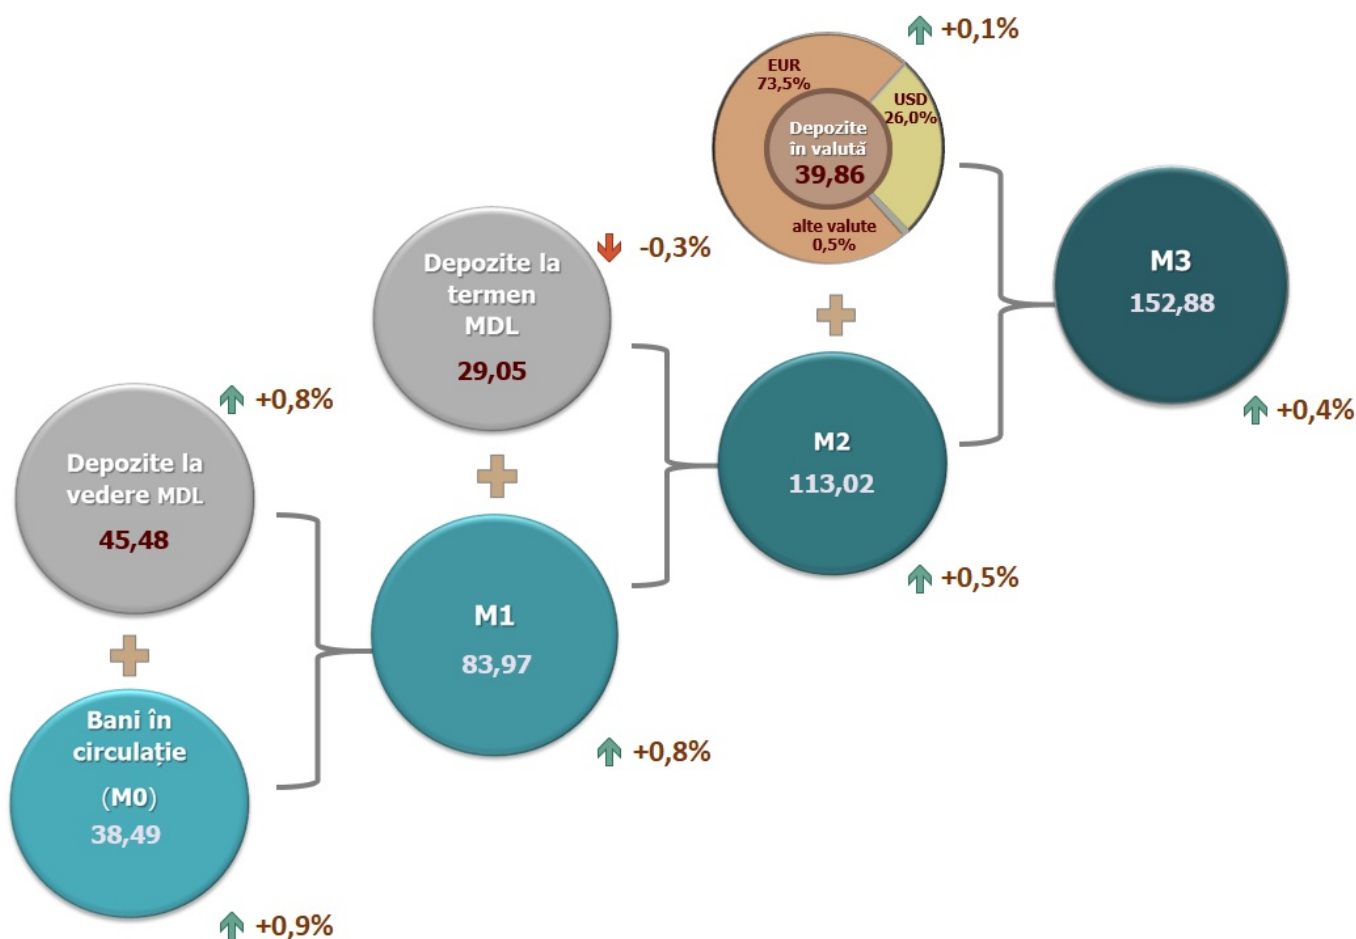 +0,1%
EUR
73,5%
USD
26,0%
Depozite
în valută
39,86
alte valute
0,5%
M3
152,88
+0,4%
-0,3%
Depozite la
termen
MDL
29,05
M2
113,02
+0,5%
+0,8%
Depozite la
vedere MDL
45,48
M1
83,97
+0,8%
Bani în
circulație
(M0)
38,49
+0,9%